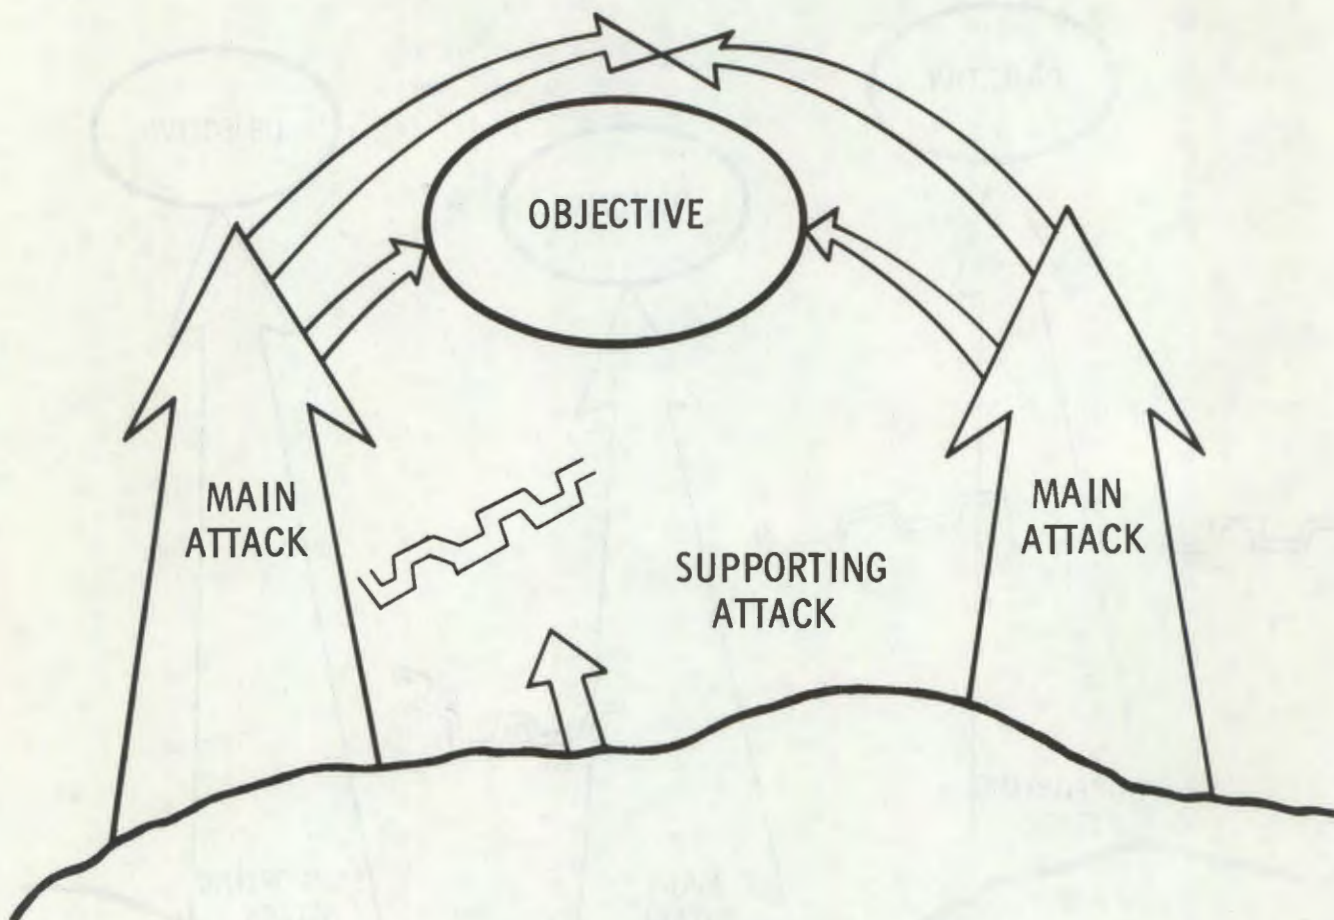 OBJECTIVE
MAIN
ATTACK
MAIN
ATTACK
SUPPORTING
ATTACK